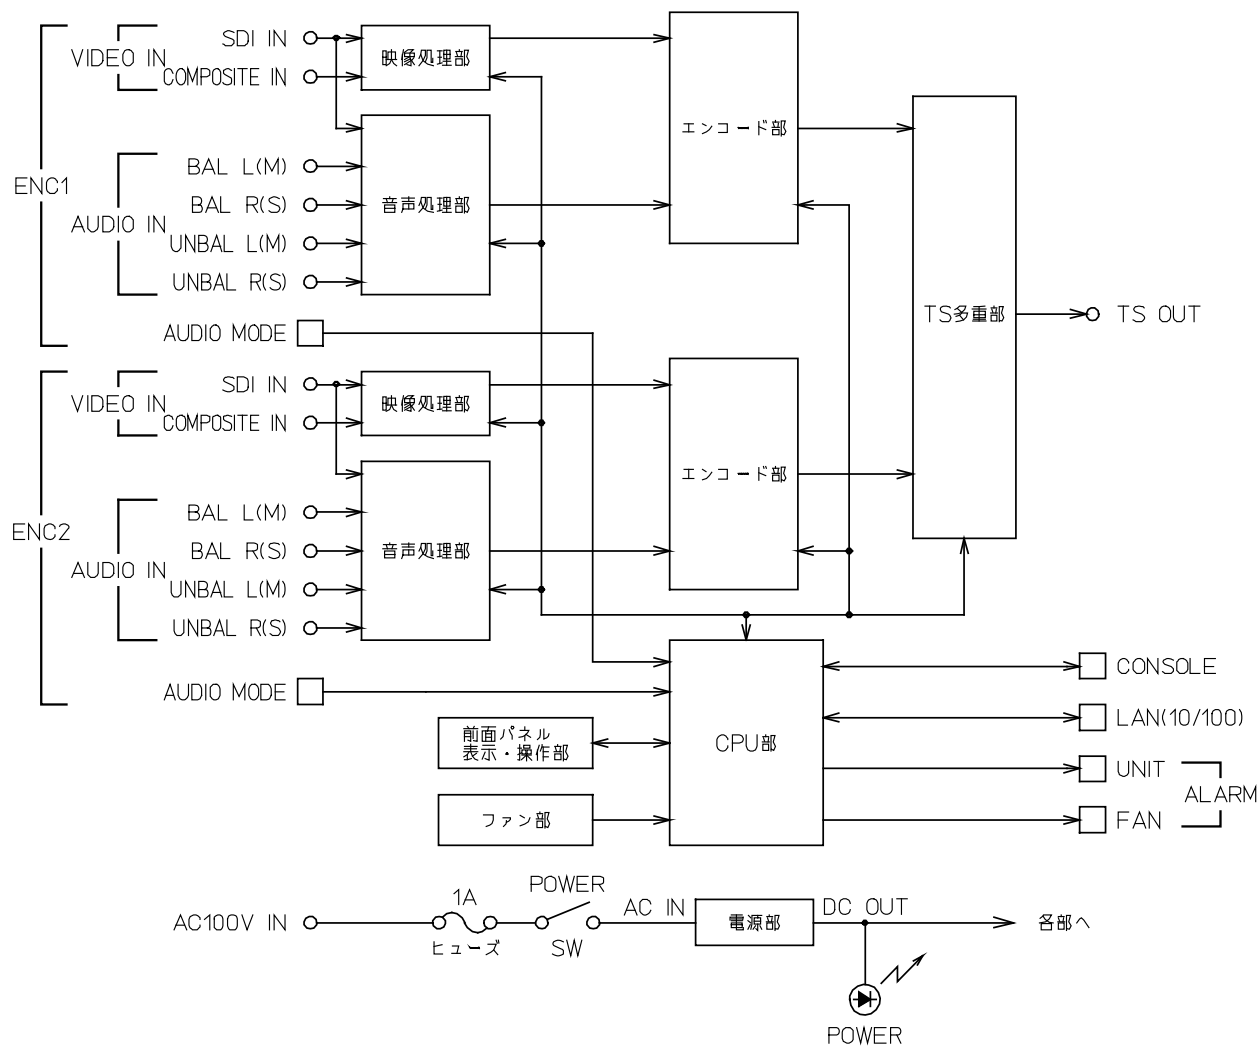 SDI IN
VIDEO IN
COMPOSITE IN
映像処理部
エンコード部
BAL L(M)
ENC1
BAL R(S)
音声処理部
AUDIO IN
UNBAL L(M)
UNBAL R(S)
AUDIO MODE
TS多重部
TS OUT
SDI IN
VIDEO IN
COMPOSITE IN
映像処理部
エンコード部
BAL L(M)
ENC2
BAL R(S)
音声処理部
AUDIO IN
UNBAL L(M)
UNBAL R(S)
AUDIO MODE
CONSOLE
LAN(10/100)
前面パネル
表示・操作部
CPU部
UNIT
ALARM
ファン部
FAN
1A
POWER
AC100V IN
AC IN
電源部
DC OUT
各部へ
ヒューズ
SW
POWER